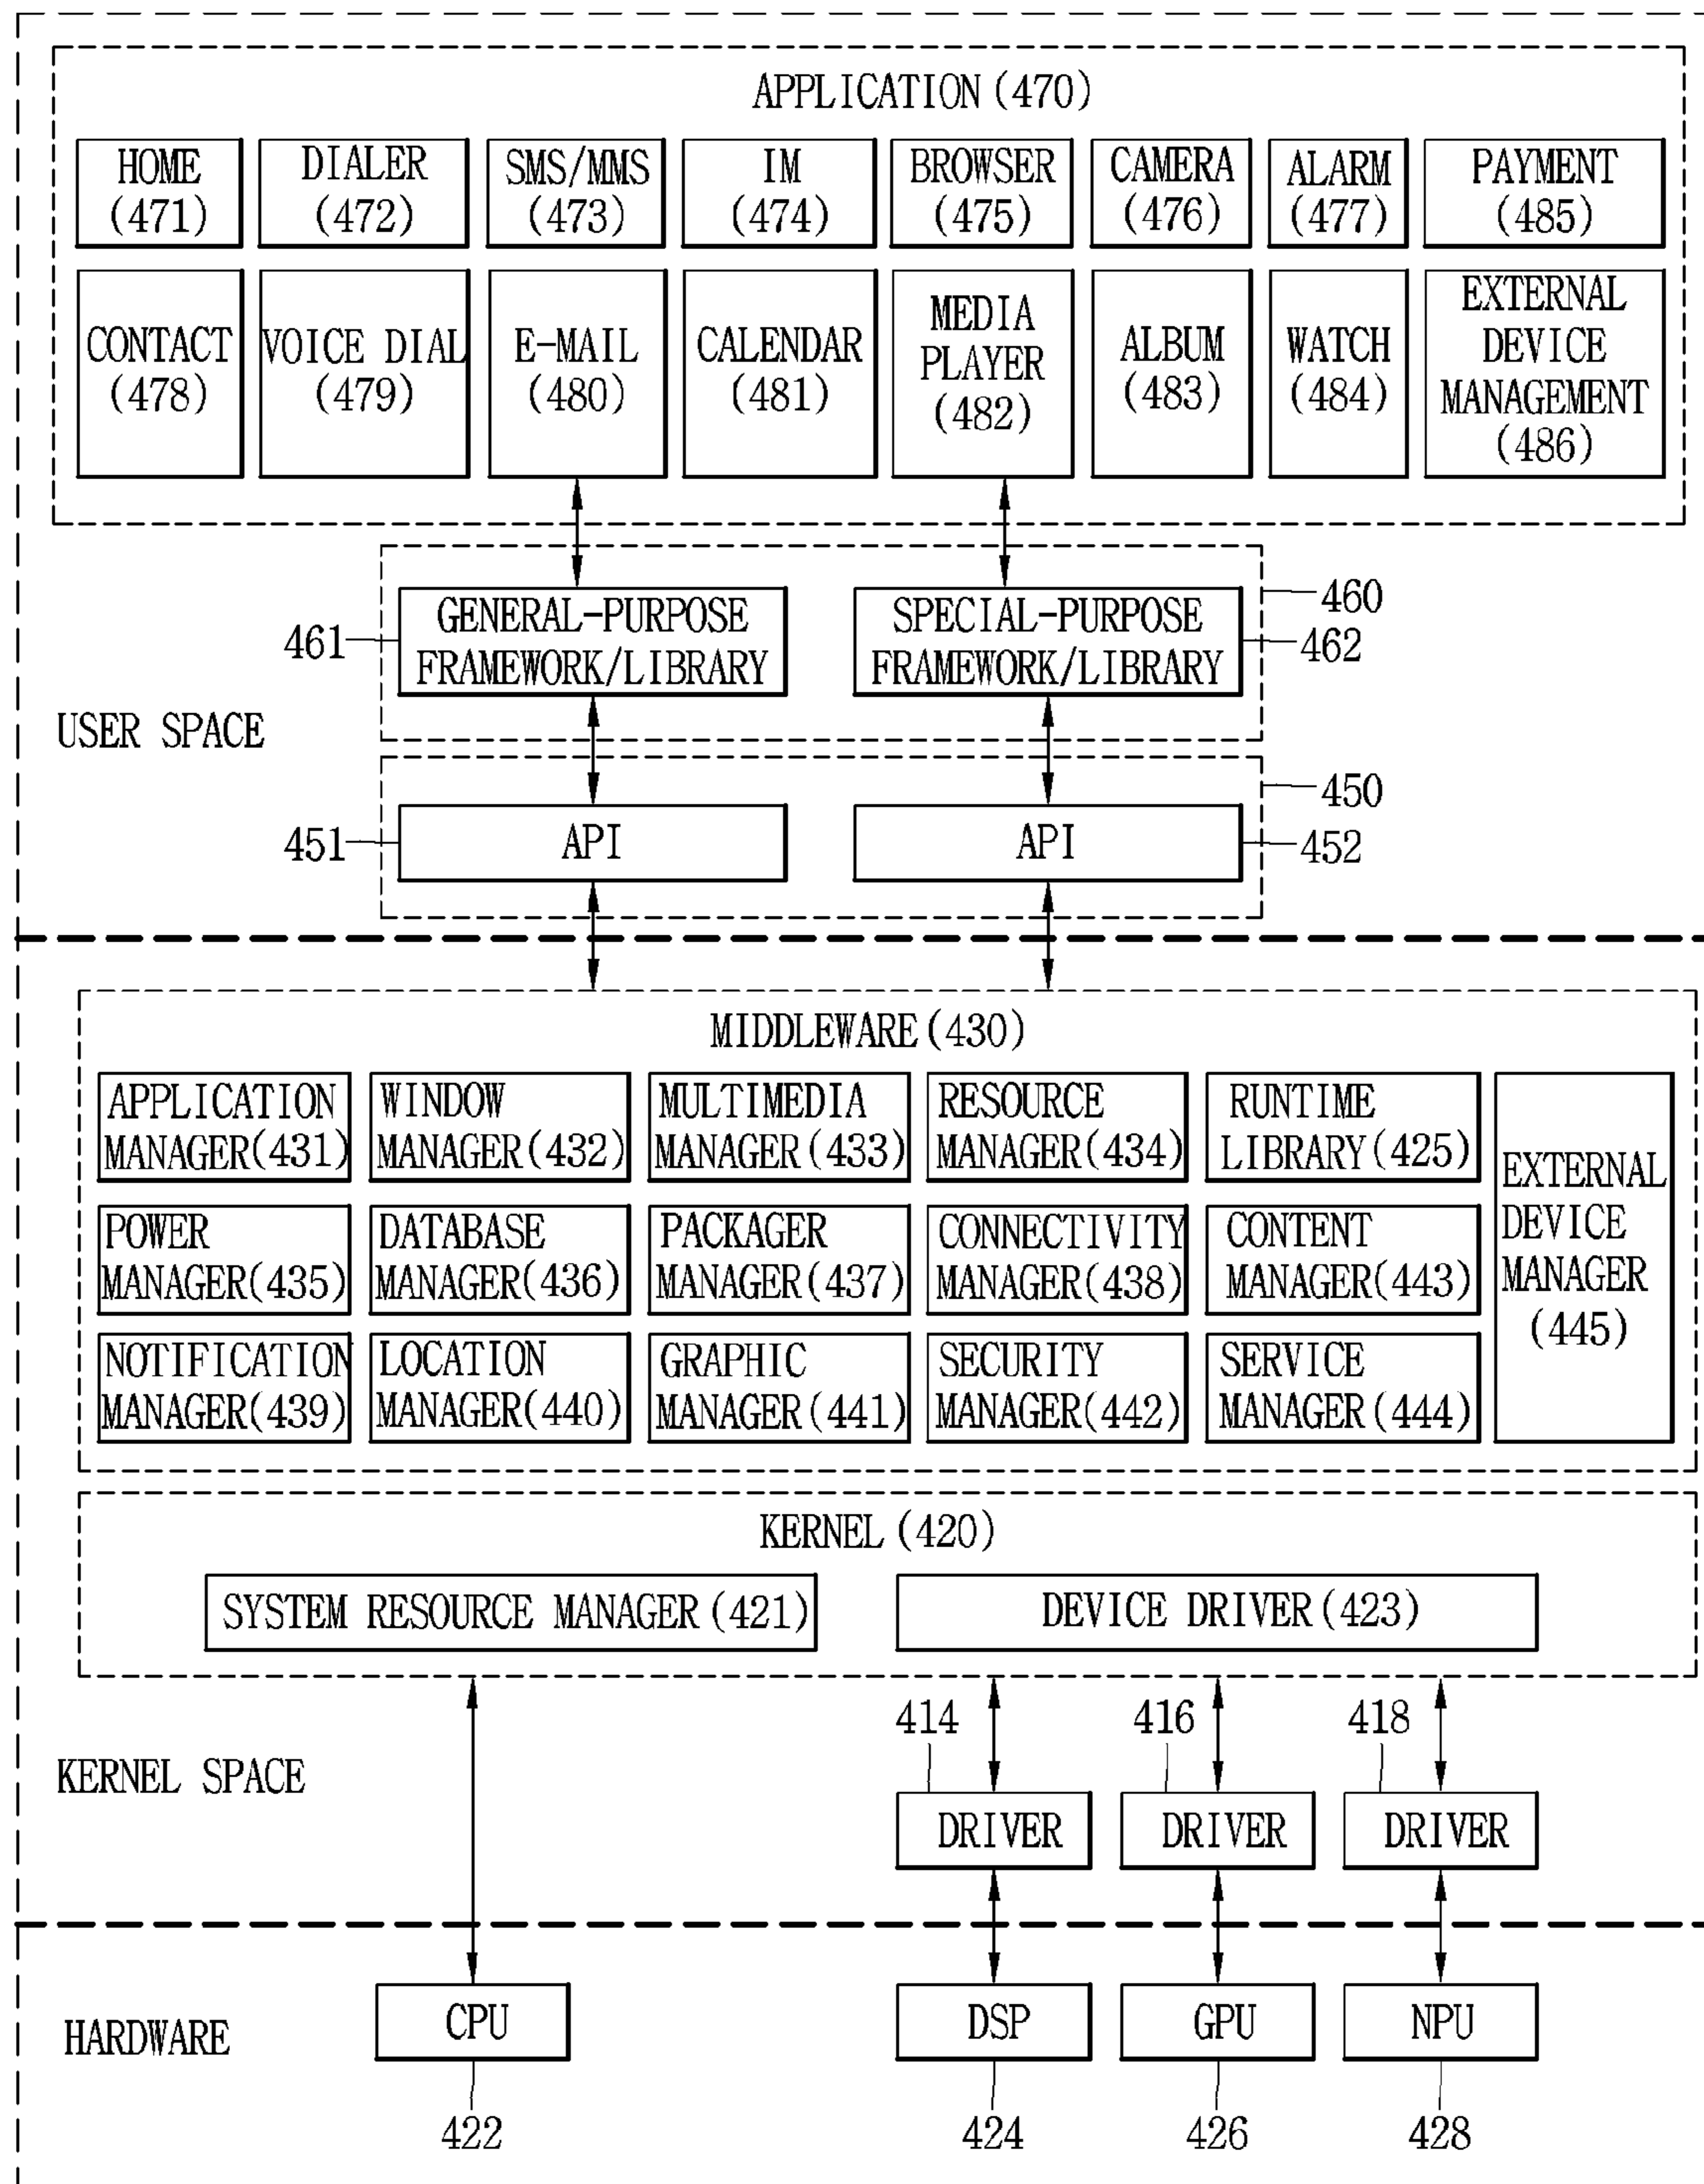 APPLICATION(470)
HOME
(471)
DIALER
(472)
SMS/MMS
(473)
IM
(474)
BROWSER
(475)
CAMERA
(476)
ALARM
(477)
PAYMENT
(485)
CONTACT
(478)
VOICE DIAL
(479)
E-MAIL
(480)
CALENDAR
(481)
MEDIA
PLAYER
(482)
ALBUM
(483)
WATCH
(484)
EXTERNAL
DEVICE
MANAGEMENT
(486)
460
461
GENERAL-PURPOSE
FRAMEWORK/LIBRARY
SPECIAL-PURPOSE
FRAMEWORK/LIBRARY
462
USER SPACE
450
451
API
API
452
MIDDLEWARE(430)
APPLICATION
MANAGER(431)
WINDOW
MANAGER(432)
MULTIMEDIA
MANAGER(433)
RESOURCE
MANAGER(434)
RUNTIME
LIBRARY(425)
EXTERNAL
DEVICE
MANAGER
(445)
POWER
MANAGER(435)
DATABASE
MANAGER(436)
PACKAGER
MANAGER(437)
CONNECTIVITY
MANAGER(438)
CONTENT
MANAGER(443)
NOTIFICATION
MANAGER(439)
LOCATION
MANAGER(440)
GRAPHIC
MANAGER(441)
SECURITY
MANAGER(442)
SERVICE
MANAGER(444)
KERNEL(420)
SYSTEM RESOURCE MANAGER(421)
DEVICE DRIVER(423)
414
416
418
KERNEL SPACE
DRIVER
DRIVER
DRIVER
HARDWARE
CPU
DSP
GPU
NPU
422
424
426
428